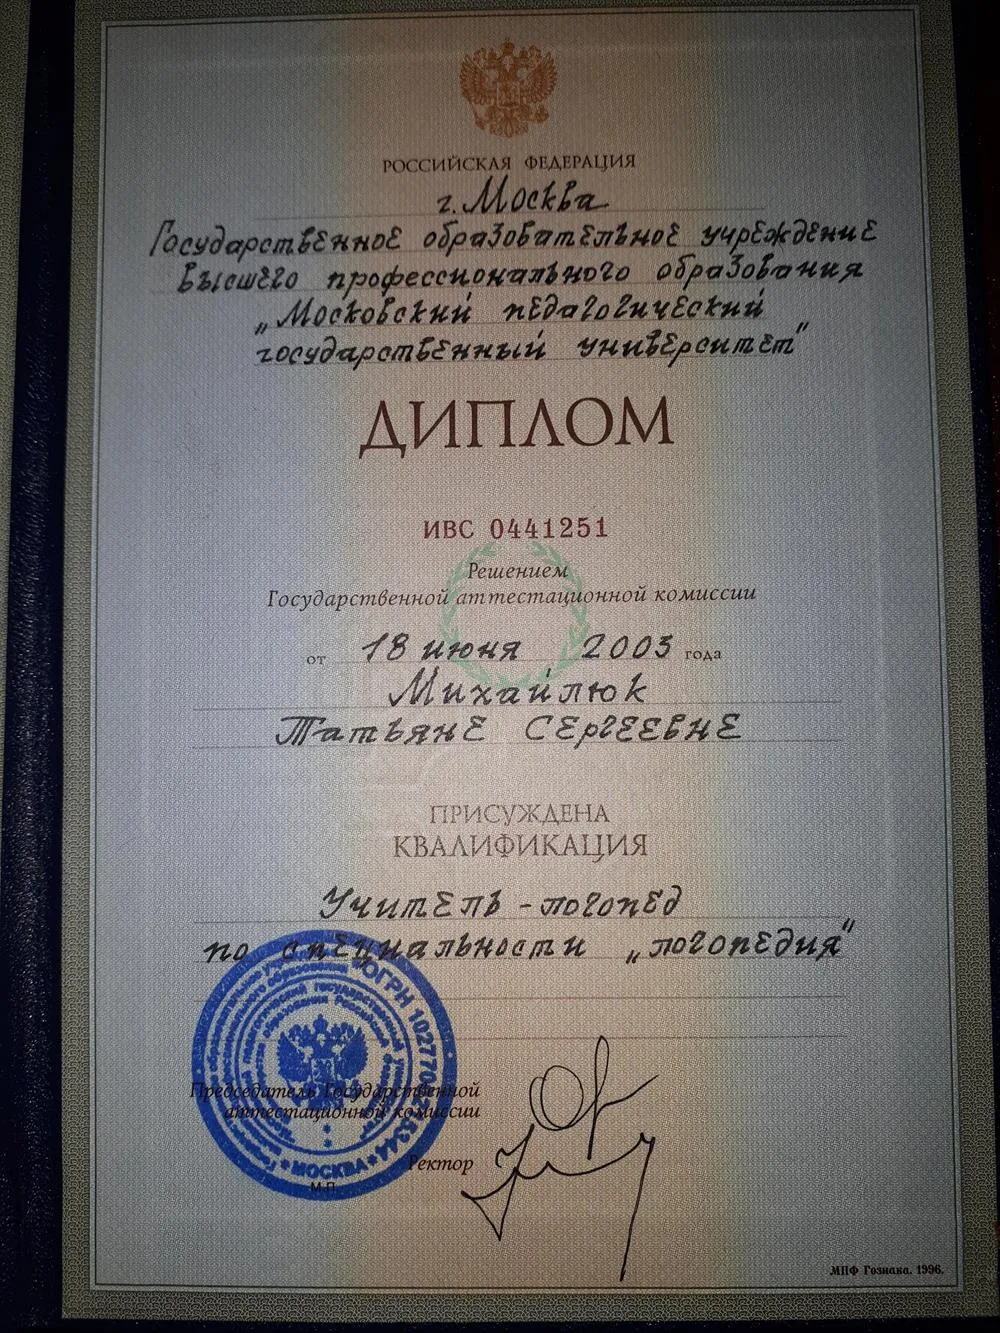 РОССИЙСКАЯ ФЕДЕРАЦИЯ
г. Москва
Государственное образовательное учреждение
высшего профессионального образования
„Московский педагогический
государственный университет"
ДИПЛОМ
ИВС 0441251
Решением
Государственной аттестационной комиссии
от 18 июня 2003 года
Михайлюк
Татьяне Сергеевне
ПРИСУЖДЕНА
КВАЛИФИКАЦИЯ
Учитель-логопед
по специальности „логопедия"
Председатель Государственной
аттестационной комиссии
Ректор
М.П.
ОГРН
МОСКВА
МПФ Гознака. 1996.